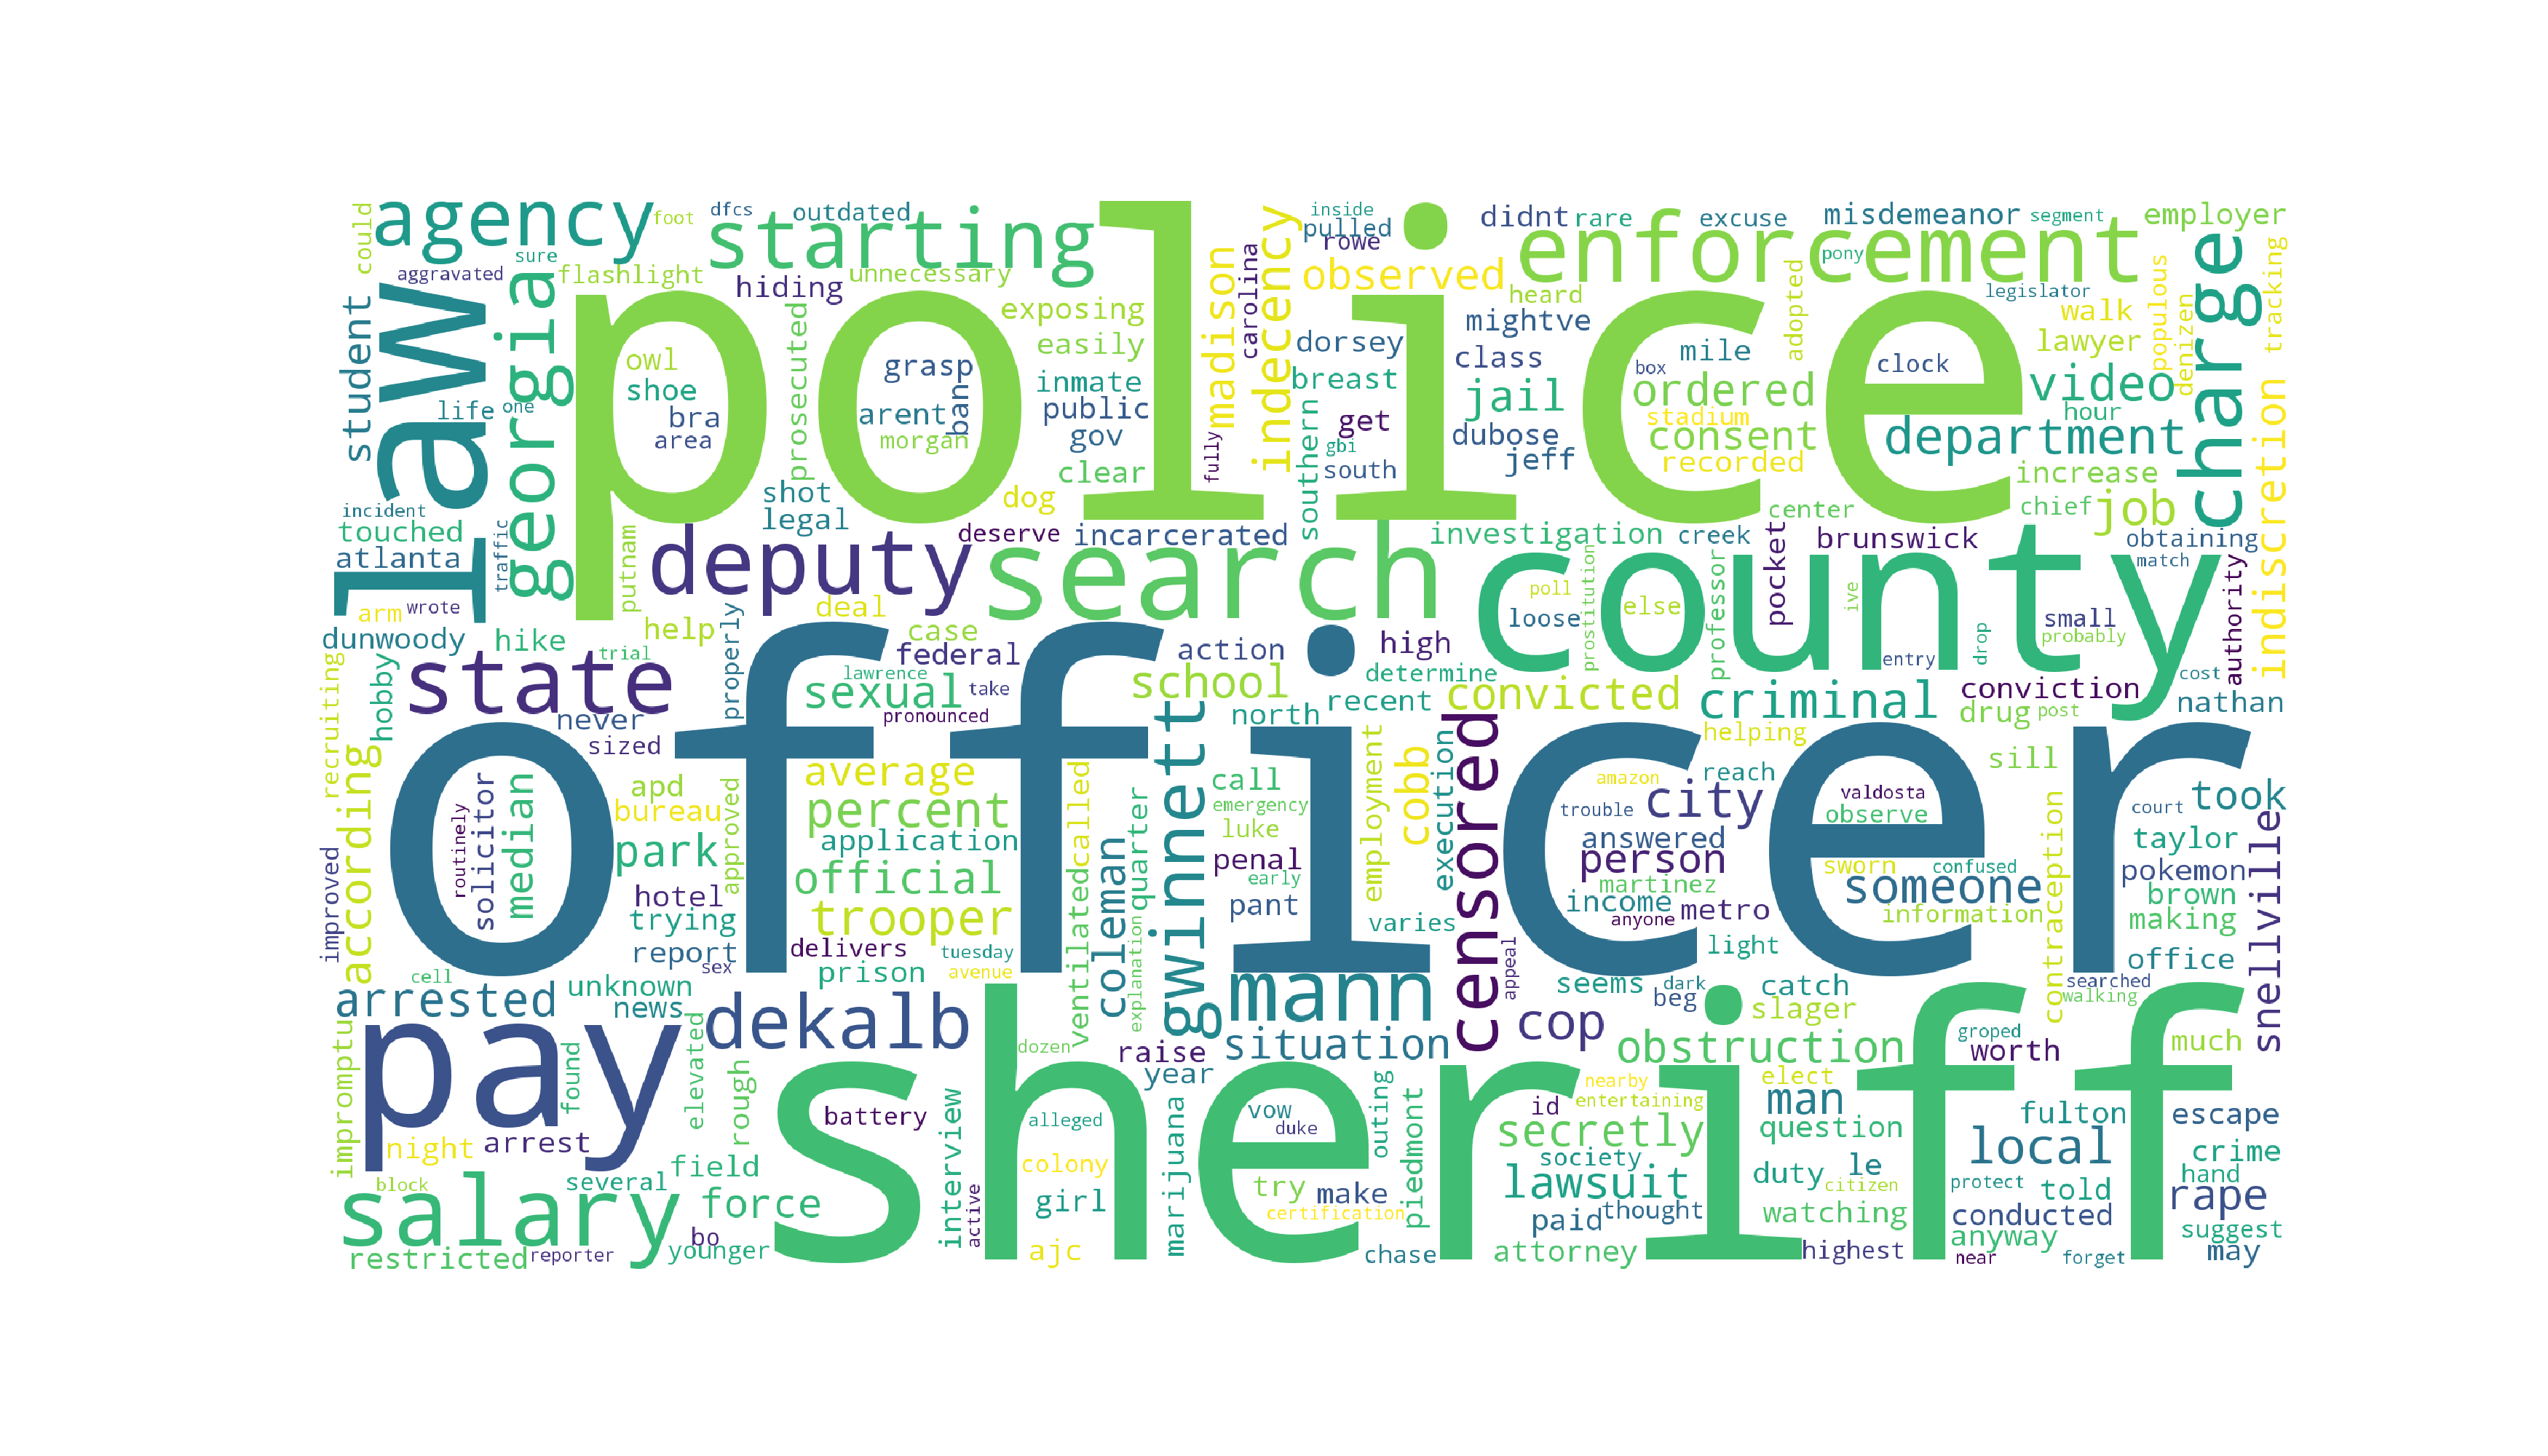 police
officer
sheriff
county
law
pay
search
enforcement
deputy
state
georgia
agency
starting
charge
salary
dekalb
gwinnett
mann
censored
indecency
indiscretion
madison
observed
department
video
job
ordered
consent
jail
criminal
convicted
school
sexual
city
person
someone
trooper
official
percent
average
park
median
according
arrested
coleman
cobb
situation
cop
obstruction
secretly
lawsuit
local
man
rape
force
snellville
took
could
foot
dfcs
outdated
inside
pulled
rowe
didnt
rare
excuse
misdemeanor
segment
employer
sure
aggravated
flashlight
hiding
unnecessary
exposing
easily
carolina
heard
mightve
adopted
pony
legislator
walk
lawyer
populous
denizen
tracking
student
life
one
owl
shoe
bra
area
prosecuted
grasp
arent
morgan
ban
inmate
public
gov
clear
dog
fully
dorsey
breast
southern
get
gbi
south
class
dubose
jeff
box
mile
stadium
recorded
clock
hour
increase
chief
incident
touched
atlanta
arm
wrote
traffic
dunwoody
hike
trial
putnam
shot
legal
deserve
incarcerated
investigation
creek
center
pocket
brunswick
obtaining
match
authority
help
deal
case
properly
federal
lawrence
take
pronounced
action
high
determine
recent
north
poll
loose
else
prostitution
professor
ive
small
probably
drop
entry
conviction
cost
nathan
drug
post
recruiting
hobby
never
sized
solicitor
routinely
improved
apd
bureau
approved
hotel
trying
report
sex
application
delivers
prison
tuesday
avenue
called
ventilated
quarter
explanation
call
emergency
luke
penal
early
pant
employment
execution
varies
helping
amazon
reach
trouble
answered
valdosta
observe
martinez
income
anyone
metro
sworn
confused
information
light
appeal
sill
contraception
court
taylor
pokemon
brown
making
office
searched
walking
cell
unknown
news
impromptu
found
elevated
rough
night
arrest
battery
dozen
raise
year
alleged
interview
colony
girl
active
ajc
marijuana
vow
duke
try
make
certification
outing
piedmont
chase
seems
beg
dark
catch
slager
groped
worth
much
nearby
entertaining
id
elect
question
society
paid
thought
attorney
duty
le
citizen
watching
highest
fulton
escape
crime
hand
protect
told
conducted
suggest
anyway
may
near
forget
block
several
field
restricted
reporter
bo
younger